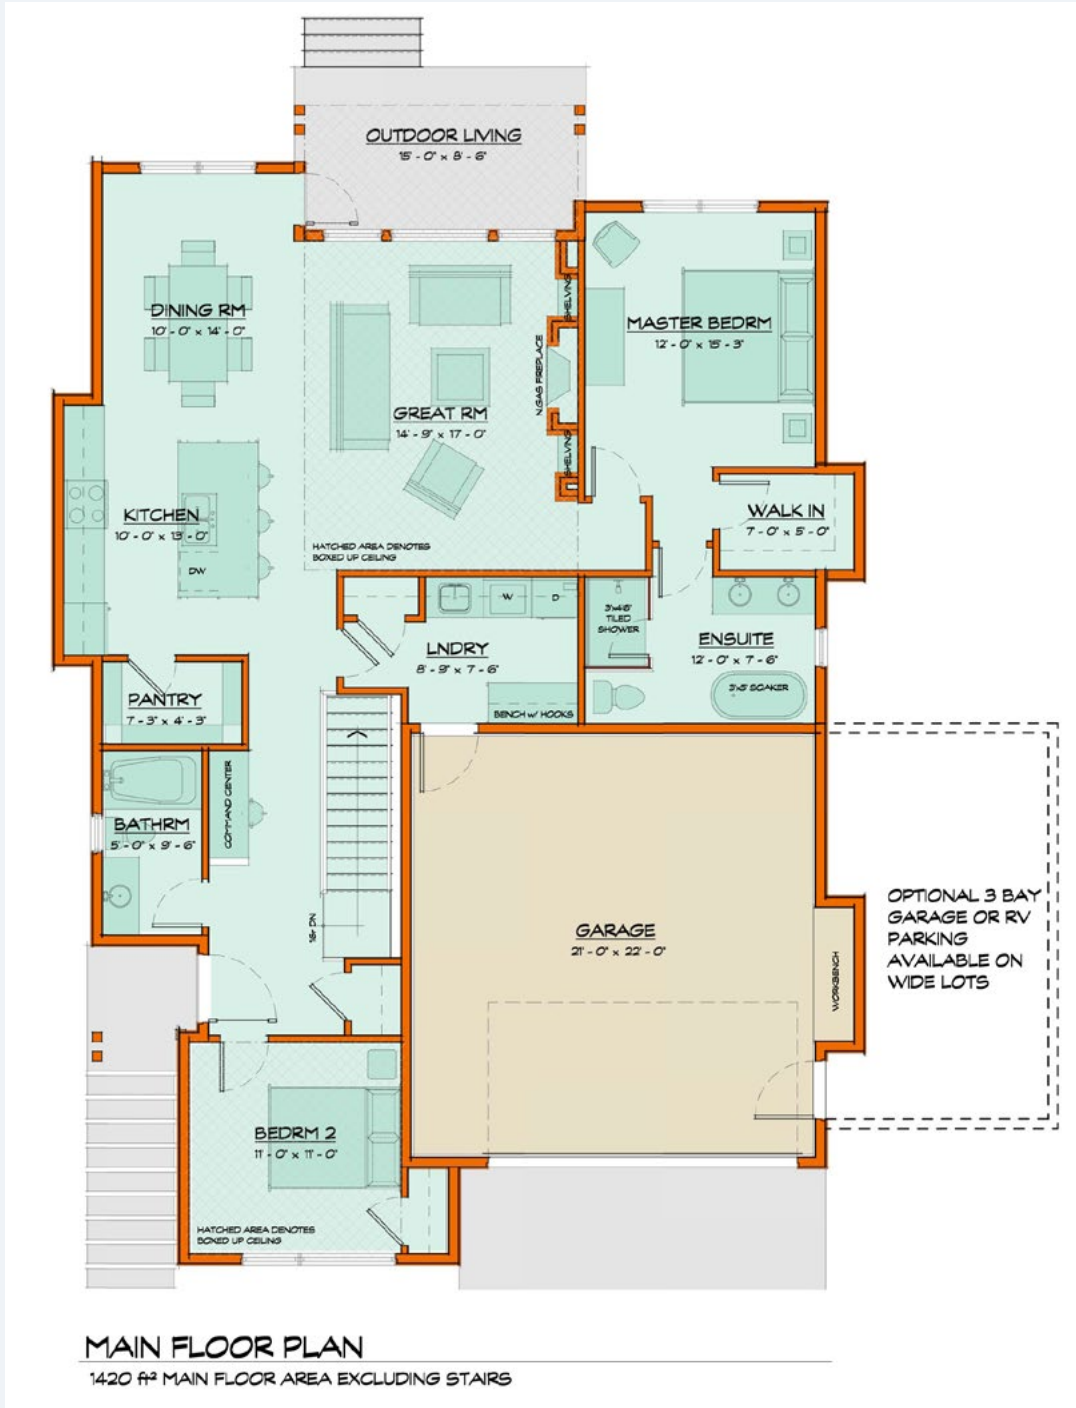 OUTDOOR LIVING
15'-0" x 8'-6"
DINING RM
10'-0" x 14'-0"
SHELVING
MASTER BEDRM
12'-0" x 15'-3"
N.GAS FIREPLACE
GREAT RM
14'-9" x 17'-0"
SHELVING
KITCHEN
10'-0" x 13'-0"
DW
WALK IN
7'-0" x 5'-0"
HATCHED AREA DENOTES
BOXED UP CEILING
W
D
3'x4'6"
TILED
SHOWER
LNDRY
8'-9" x 7'-6"
ENSUITE
12'-0" x 7'-6"
3'x5' SOAKER
BENCH w/ HOOKS
PANTRY
7'-3" x 4'-3"
COMMAND CENTER
BATHRM
5'-0" x 9'-6"
16r DN
GARAGE
21'-0" x 22'-0"
WORKBENCH
OPTIONAL 3 BAY
GARAGE OR RV
PARKING
AVAILABLE ON
WIDE LOTS
BEDRM 2
11'-0" x 11'-0"
HATCHED AREA DENOTES
BOXED UP CEILING
MAIN FLOOR PLAN
1420 ft² MAIN FLOOR AREA EXCLUDING STAIRS